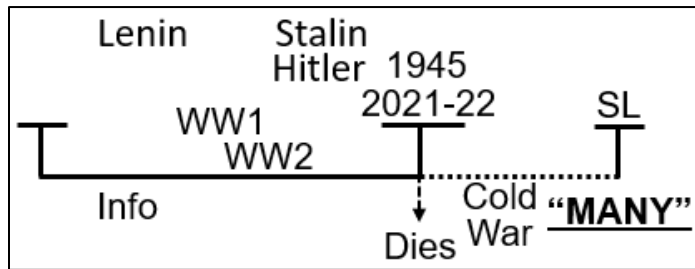 Lenin Stalin
Hitler 1945
2021-22 SL
WW1
WW2
Info Cold "MANY"
Dies War